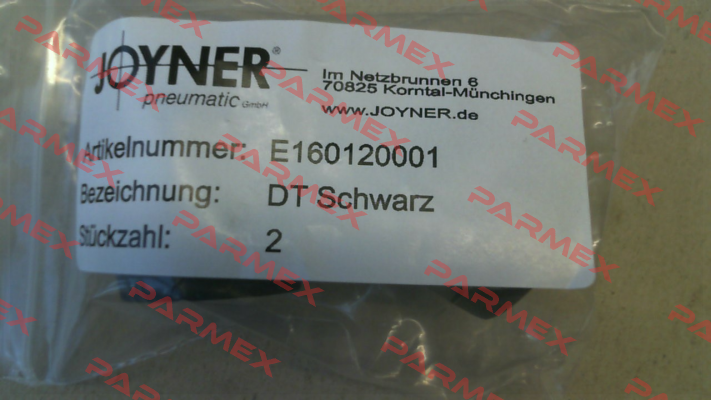 JOYNER®
pneumatic GmbH
Im Netzbrunnen 6
70825 Korntal-Münchingen
www.JOYNER.de
Artikelnummer: E160120001
Bezeichnung: DT Schwarz
Stückzahl: 2
PARMEX